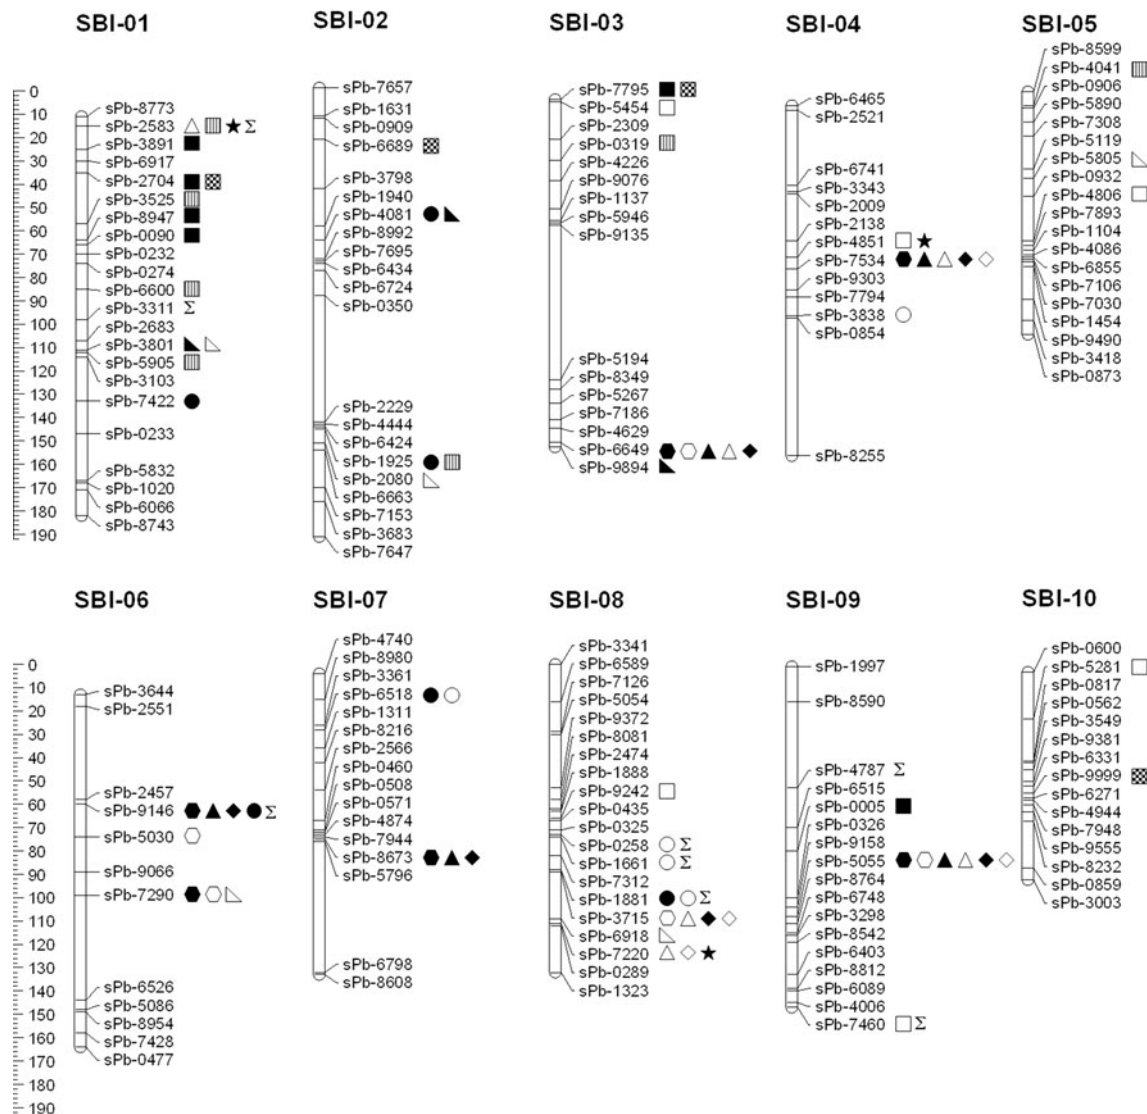 SBI-01
sPb-8773
sPb-2583 Σ
sPb-3891
sPb-6917
sPb-2704
sPb-3525
sPb-8947
sPb-0090
sPb-0232
sPb-0274
sPb-6600
sPb-3311 Σ
sPb-2683
sPb-3801
sPb-5905
sPb-3103
sPb-7422
sPb-0233
sPb-5832
sPb-1020
sPb-6066
sPb-8743
0
10
20
30
40
50
60
70
80
90
100
110
120
130
140
150
160
170
180
190
SBI-02
sPb-7657
sPb-1631
sPb-0909
sPb-6689
sPb-3798
sPb-1940
sPb-4081
sPb-8992
sPb-7695
sPb-6434
sPb-6724
sPb-0350
sPb-2229
sPb-4444
sPb-6424
sPb-1925
sPb-2080
sPb-6663
sPb-7153
sPb-3683
sPb-7647
SBI-03
sPb-7795
sPb-5454
sPb-2309
sPb-0319
sPb-4226
sPb-9076
sPb-1137
sPb-5946
sPb-9135
sPb-5194
sPb-8349
sPb-5267
sPb-7186
sPb-4629
sPb-6649
sPb-9894
SBI-04
sPb-6465
sPb-2521
sPb-6741
sPb-3343
sPb-2009
sPb-2138
sPb-4851
sPb-7534
sPb-9303
sPb-7794
sPb-3838
sPb-0854
sPb-8255
SBI-05
sPb-8599
sPb-4041
sPb-0906
sPb-5890
sPb-7308
sPb-5119
sPb-5805
sPb-0932
sPb-4806
sPb-7893
sPb-1104
sPb-4086
sPb-6855
sPb-7106
sPb-7030
sPb-1454
sPb-9490
sPb-3418
sPb-0873
SBI-06
0
10
20
30
40
50
60
70
80
90
100
110
120
130
140
150
160
170
180
190
sPb-3644
sPb-2551
sPb-2457
sPb-9146 Σ
sPb-5030
sPb-9066
sPb-7290
sPb-6526
sPb-5086
sPb-8954
sPb-7428
sPb-0477
SBI-07
sPb-4740
sPb-8980
sPb-3361
sPb-6518
sPb-1311
sPb-8216
sPb-2566
sPb-0460
sPb-0508
sPb-0571
sPb-4874
sPb-7944
sPb-8673
sPb-5796
sPb-6798
sPb-8608
SBI-08
sPb-3341
sPb-6589
sPb-7126
sPb-5054
sPb-9372
sPb-8081
sPb-2474
sPb-1888
sPb-9242
sPb-0435
sPb-0325
sPb-0258 Σ
sPb-1661 Σ
sPb-7312
sPb-1881 Σ
sPb-3715
sPb-6918
sPb-7220
sPb-0289
sPb-1323
SBI-09
sPb-1997
sPb-8590
sPb-4787 Σ
sPb-6515
sPb-0005
sPb-0326
sPb-9158
sPb-5055
sPb-8764
sPb-6748
sPb-3298
sPb-8542
sPb-6403
sPb-8812
sPb-6089
sPb-4006
sPb-7460 Σ
SBI-10
sPb-0600
sPb-5281
sPb-0817
sPb-0562
sPb-3549
sPb-9381
sPb-6331
sPb-9999
sPb-6271
sPb-4944
sPb-7948
sPb-9555
sPb-8232
sPb-0859
sPb-3003